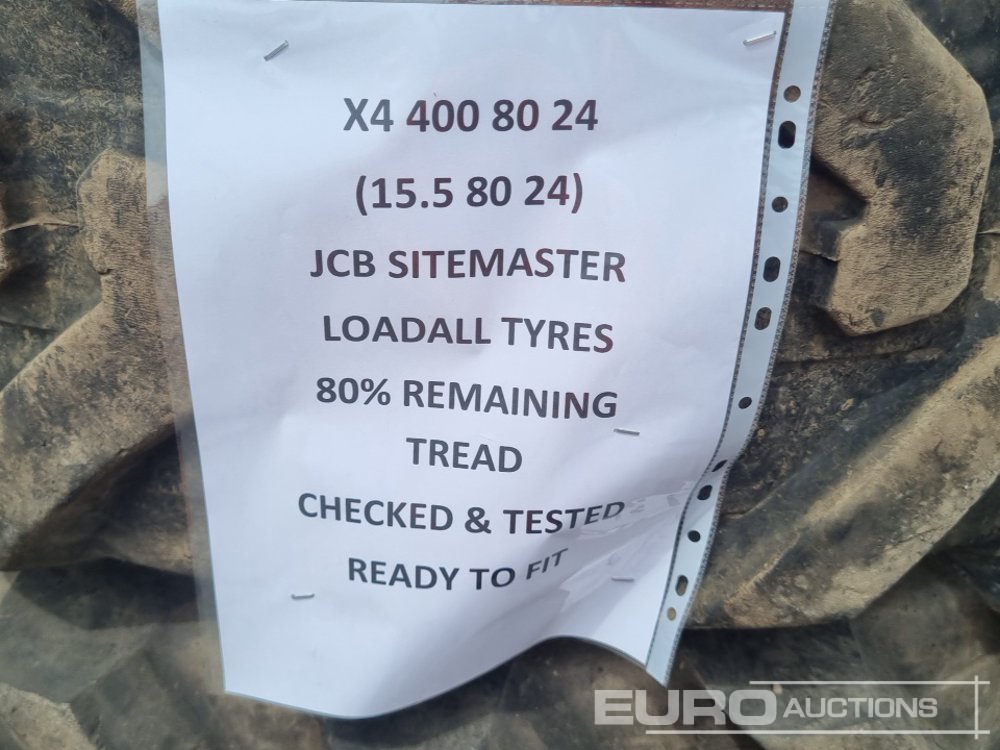 X4 400 80 24
(15.5 80 24)
JCB SITEMASTER
LOADALL TYRES
80% REMAINING
TREAD
CHECKED & TESTED
READY TO FIT
EURO AUCTIONS